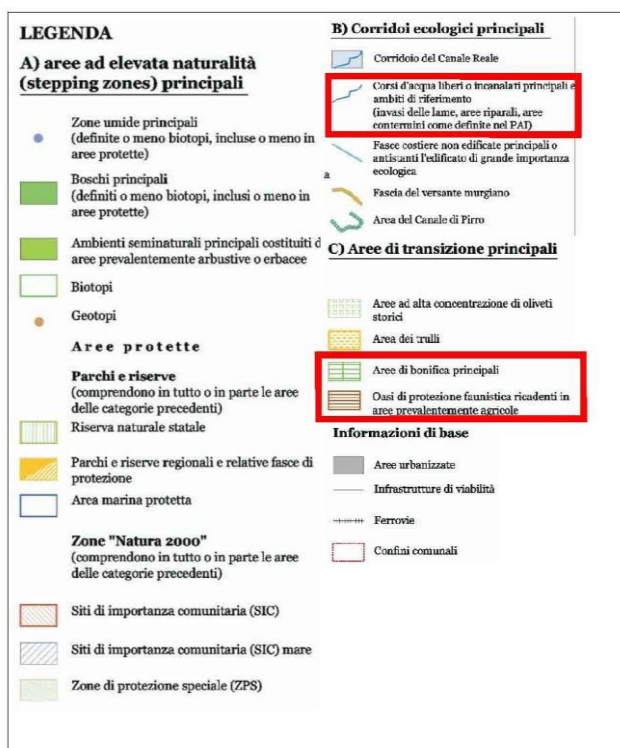 LEGENDA
A) aree ad elevata naturalità
(stepping zones) principali
Zone umide principali
(definite o meno biotopi, incluse o meno in
aree protette)
Boschi principali
(definiti o meno biotopi, inclusi o meno in
aree protette)
Ambienti seminaturali principali costituiti d
aree prevalentemente arbustive o erbacee
Biotopi
Geotopi
Aree protette
Parchi e riserve
(comprendono in tutto o in parte le aree
delle categorie precedenti)
Riserva naturale statale
Parchi e riserve regionali e relative fasce di
protezione
Area marina protetta
Zone "Natura 2000"
(comprendono in tutto o in parte le aree
delle categorie precedenti)
Siti di importanza comunitaria (SIC)
Siti di importanza comunitaria (SIC) mare
Zone di protezione speciale (ZPS)
B) Corridoi ecologici principali
Corridoio del Canale Reale
Corsi d'acqua liberi o incanalati principali e
ambiti di riferimento
(invasi delle lame, aree riparali, aree
contermini come definite nel PAI)
Fasce costiere non edificate principali o
antistanti l'edificato di grande importanza
ecologica
a
Fascia del versante murgiano
Area del Canale di Pirro
C) Aree di transizione principali
Aree ad alta concentrazione di oliveti
storici
Area dei trulli
Aree di bonifica principali
Oasi di protezione faunistica ricadenti in
aree prevalentemente agricole
Informazioni di base
Aree urbanizzate
Infrastrutture di viabilità
Ferrovie
Confini comunali